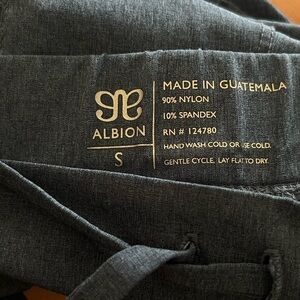 ALBION
S
MADE IN GUATEMALA
90% NYLON
10% SPANDEX
RN # 124780
HAND WASH COLD OR USE COLD
GENTLE CYCLE, LAY FLAT TO DRY.